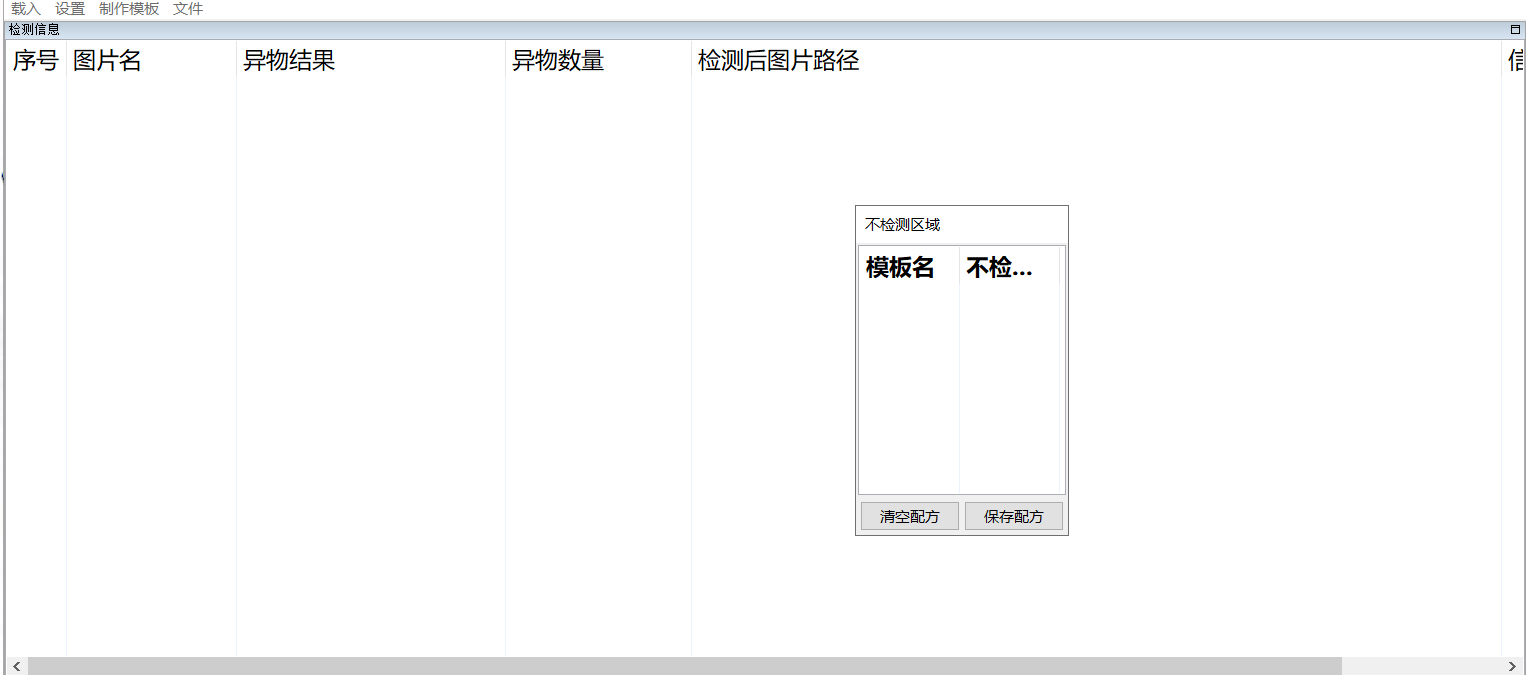 载入 设置 制作模板 文件
检测信息
序号 图片名 异物结果 异物数量 检测后图片路径 信
不检测区域
模板名 不检...
清空配方 保存配方